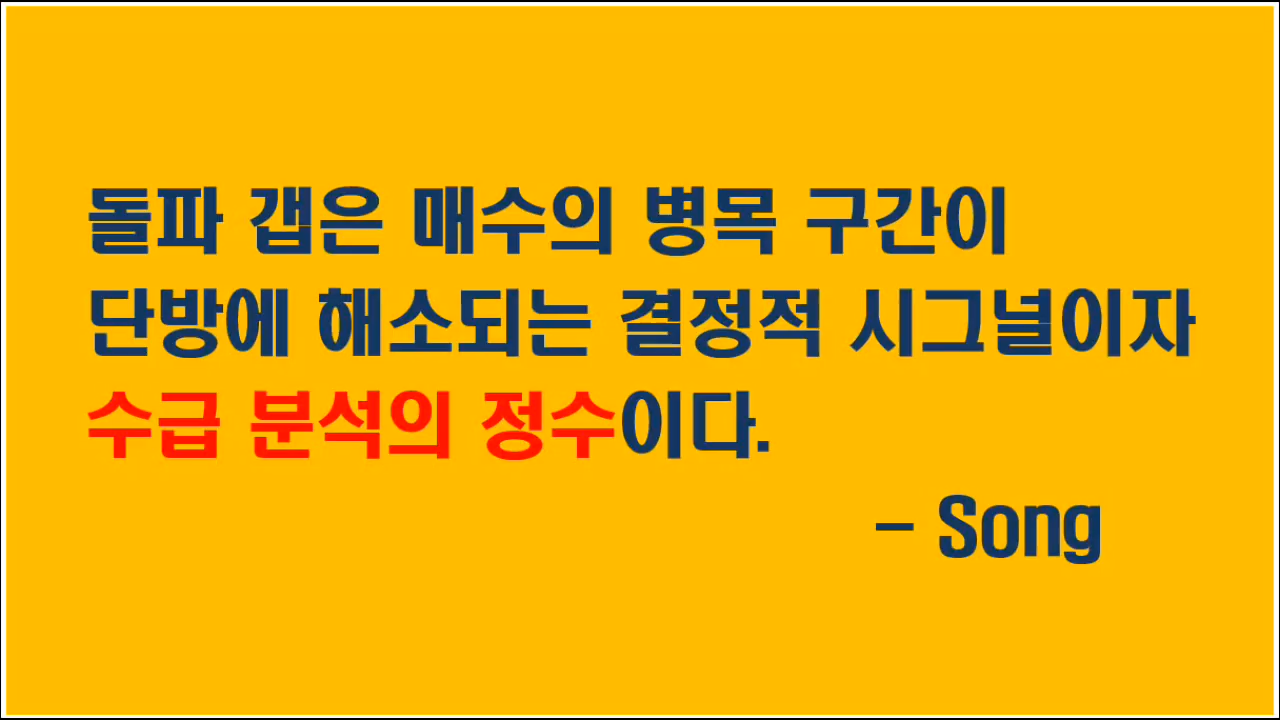 돌파 갭은 매수의 병목 구간이
단방에 해소되는 결정적 시그널이자
수급 분석의 정수이다.
- Song